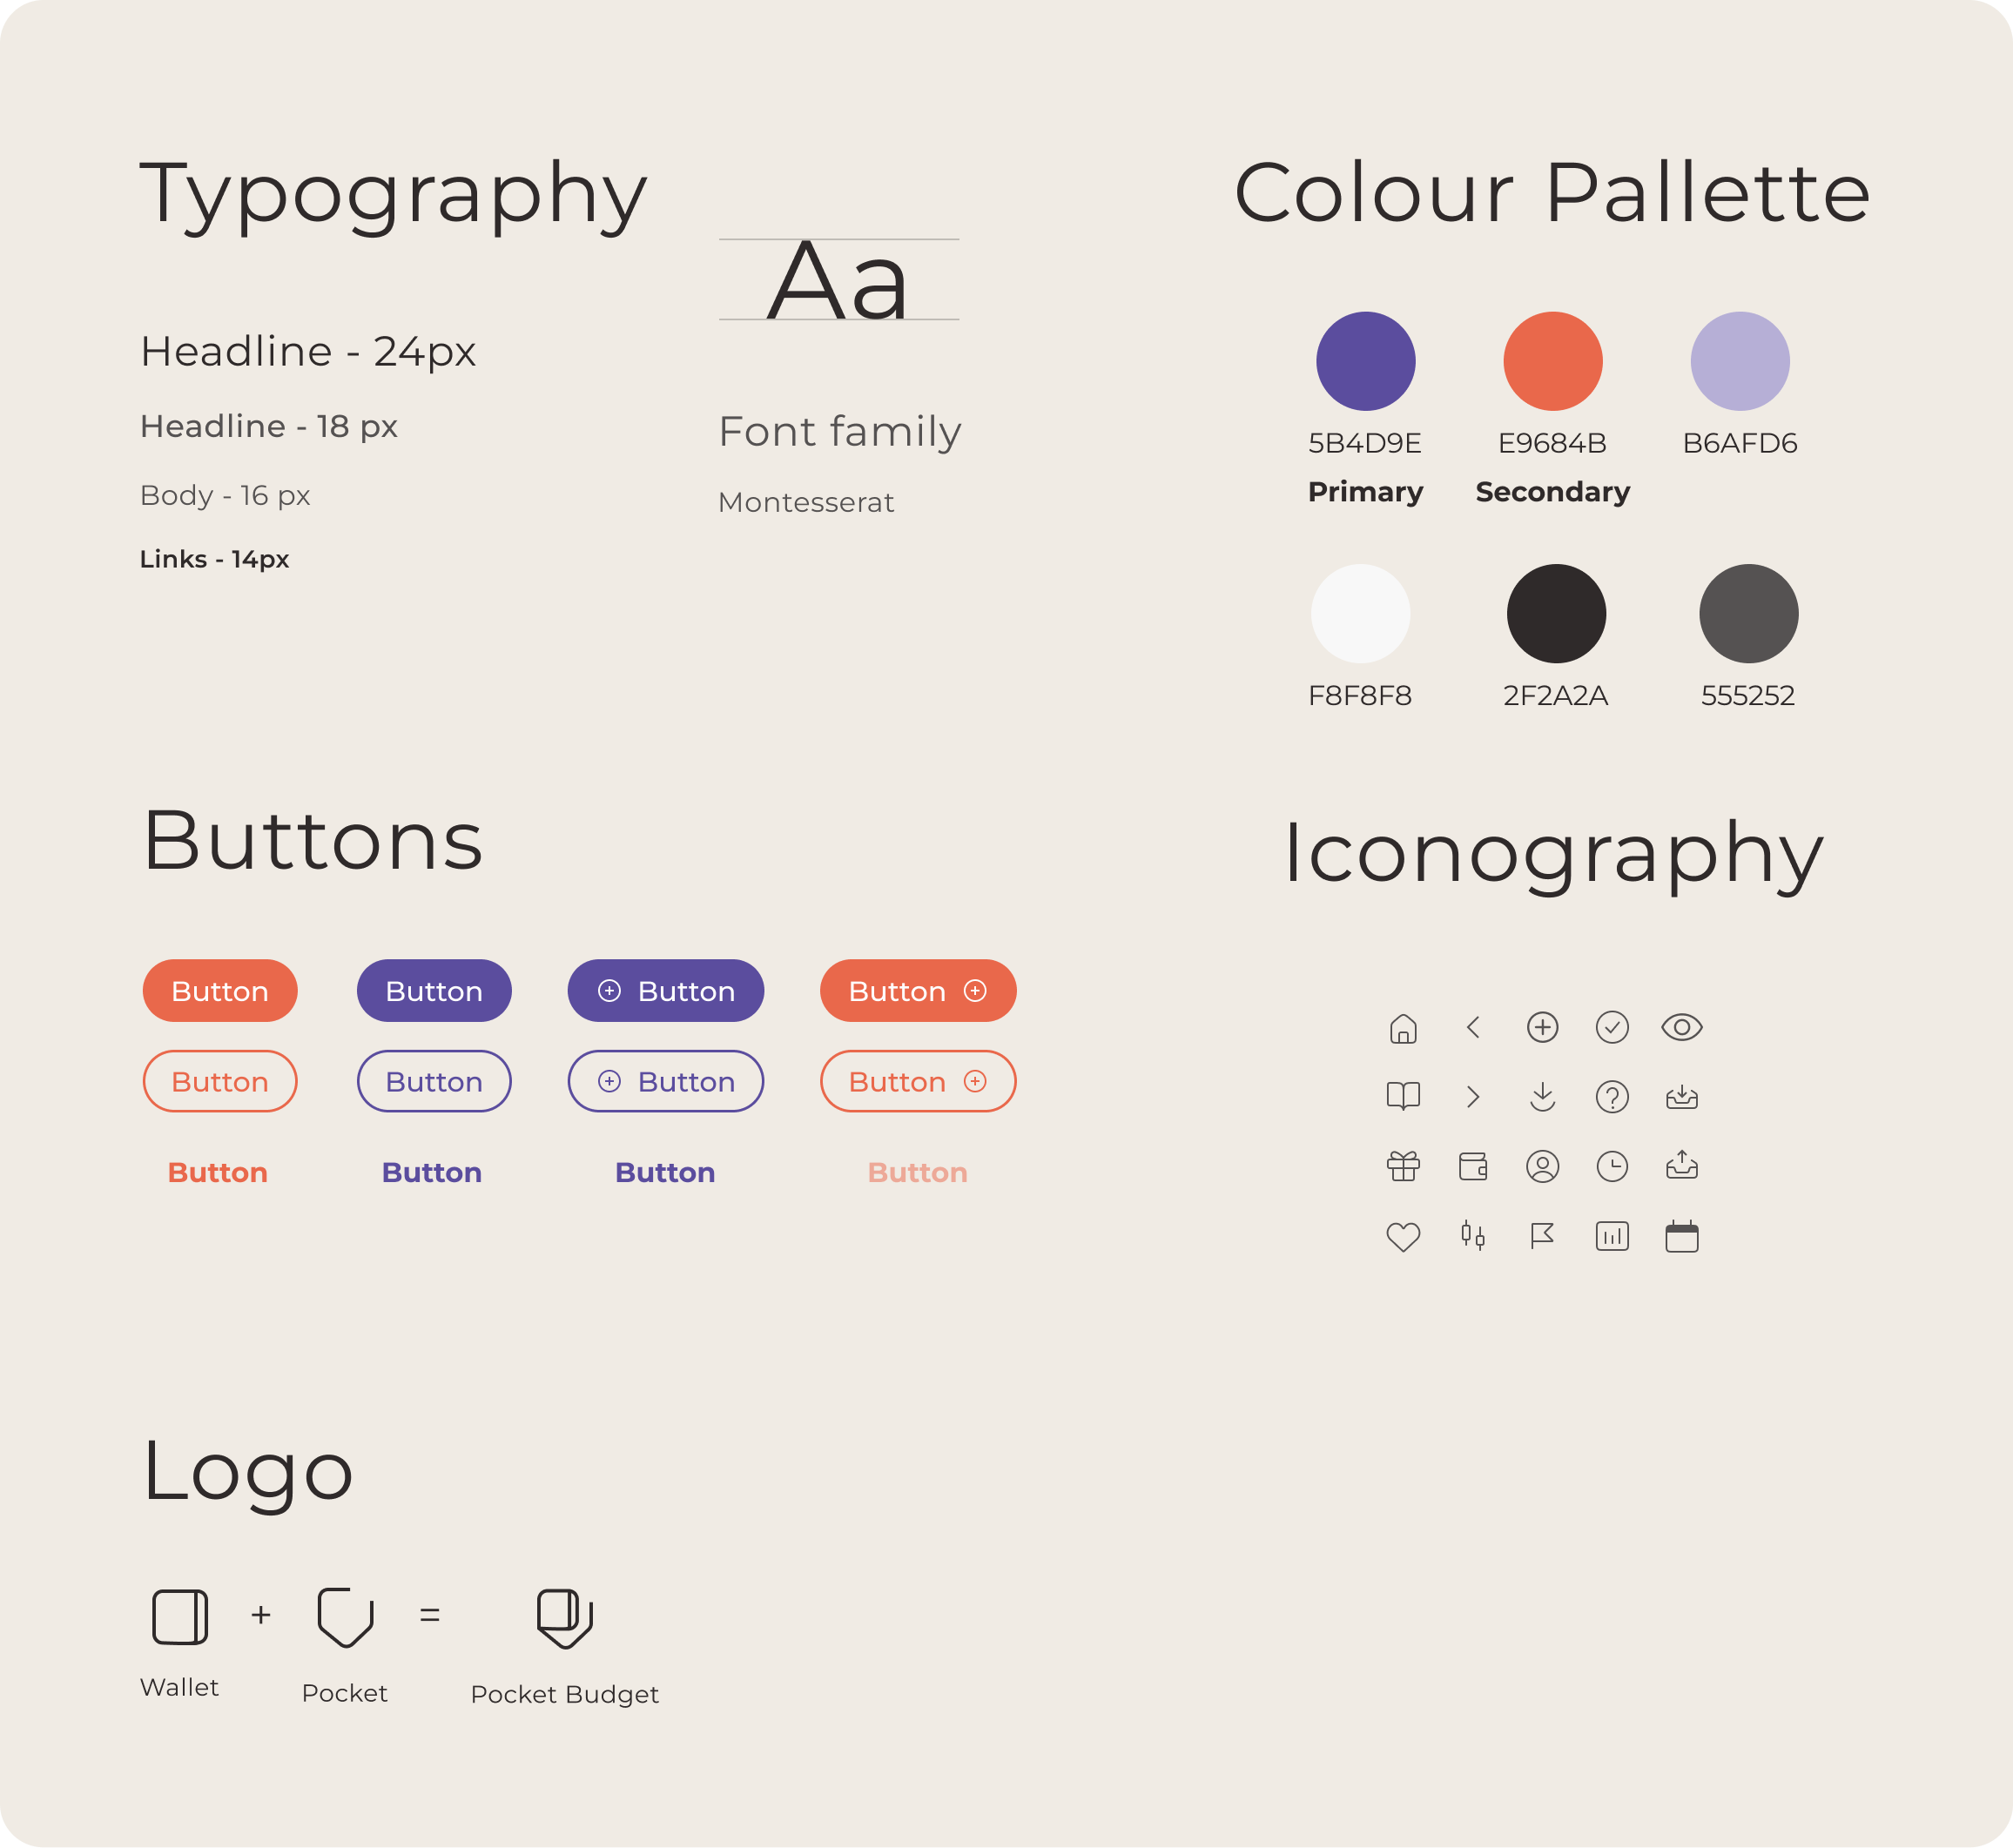 Typography
Aa
Headline - 24px
Headline - 18 px
Body - 16 px
Links - 14px
Font family
Montesserat
Colour Pallette
5B4D9E
E9684B
B6AFD6
Primary
Secondary
F8F8F8
2F2A2A
555252
Buttons
Button
Button
Button
Button
Button
Button
Button
Button
Button
Button
Button
Button
Iconography
Logo
+
=
Wallet
Pocket
Pocket Budget